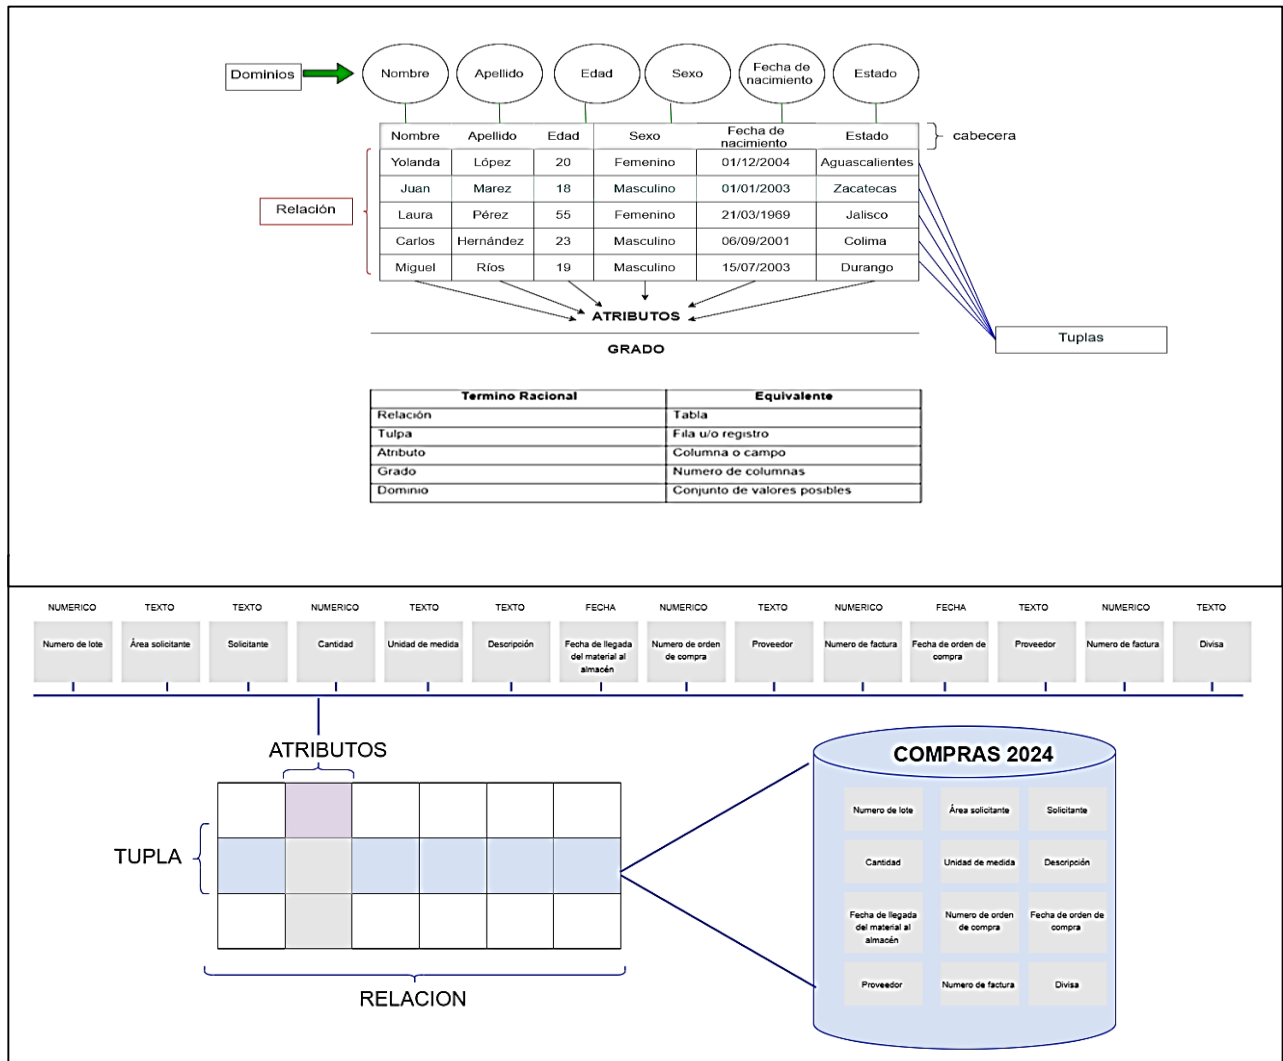 Dominios
Nombre
Apellido
Edad
Sexo
Fecha de
nacimiento
Estado
Nombre Apellido Edad Sexo Fecha de nacimiento Estado
cabecera
Yolanda López 20 Femenino 01/12/2004 Aguascalientes
Juan Marez 18 Masculino 01/01/2003 Zacatecas
Relación
Laura Pérez 55 Femenino 21/03/1969 Jalisco
Carlos Hernández 23 Masculino 06/09/2001 Colima
Miguel Ríos 19 Masculino 15/07/2003 Durango
ATRIBUTOS
Tuplas
GRADO
Termino Racional Equivalente
Relación Tabla
Tulpa Fila u/o registro
Atributo Columna o campo
Grado Numero de columnas
Dominio Conjunto de valores posibles
NUMERICO TEXTO TEXTO NUMERICO TEXTO TEXTO FECHA NUMERICO TEXTO NUMERICO FECHA TEXTO NUMERICO TEXTO
Numero de lote
Área solicitante
Solicitante
Cantidad
Unidad de medida
Descripción
Fecha de llegada
del material al
almacén
Numero de orden
de compra
Proveedor
Numero de factura
Fecha de orden de
compra
Proveedor
Numero de factura
Divisa
ATRIBUTOS
TUPLA
RELACION
COMPRAS 2024
Numero de lote
Área solicitante
Solicitante
Cantidad
Unidad de medida
Descripción
Fecha de llegada
del material al
almacén
Numero de orden
de compra
Fecha de orden de
compra
Proveedor
Numero de factura
Divisa